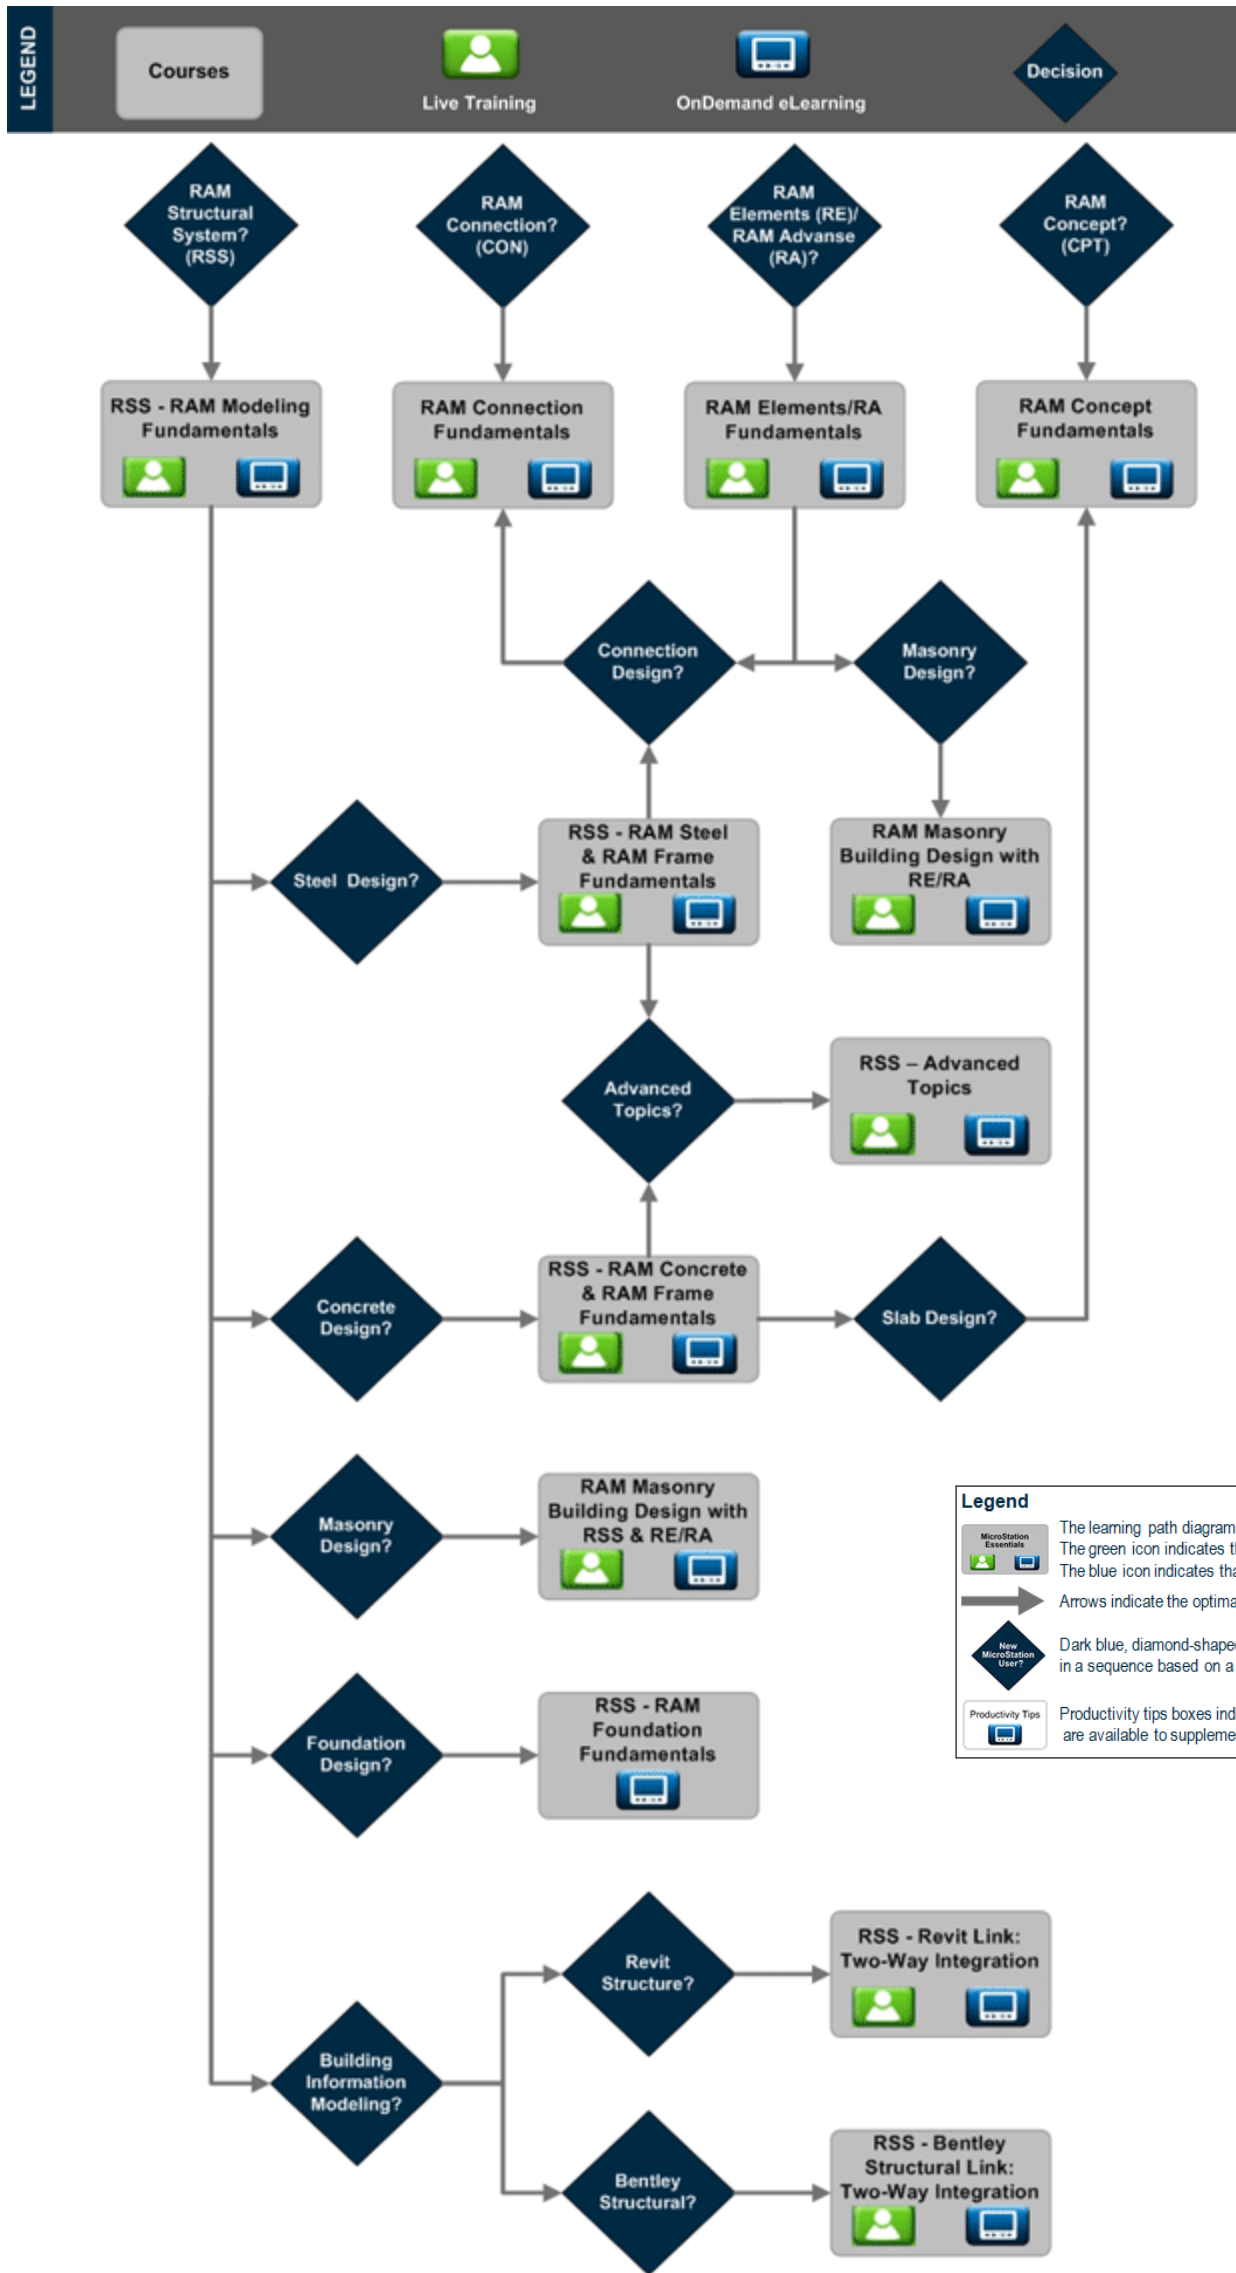 LEGEND
Courses
Live Training
OnDemand eLearning
Decision
RAM
Structural
System?
(RSS)
RAM
Connection?
(CON)
RAM
Elements (RE)/
RAM Advanse
(RA)?
RAM
Concept?
(CPT)
RSS - RAM Modeling
Fundamentals
RAM Connection
Fundamentals
RAM Elements/RA
Fundamentals
RAM Concept
Fundamentals
Connection
Design?
Masonry
Design?
Steel Design?
RSS - RAM Steel
& RAM Frame
Fundamentals
RAM Masonry
Building Design with
RE/RA
Advanced
Topics?
RSS – Advanced
Topics
Concrete
Design?
RSS - RAM Concrete
& RAM Frame
Fundamentals
Slab Design?
Masonry
Design?
RAM Masonry
Building Design with
RSS & RE/RA
Legend
MicroStation
Essentials
The learning path diagram
The green icon indicates th
The blue icon indicates tha
Arrows indicate the optima
New
MicroStation
User?
Dark blue, diamond-shaped
in a sequence based on a
Productivity Tips
Productivity tips boxes ind
are available to suppleme
Foundation
Design?
RSS - RAM
Foundation
Fundamentals
Revit
Structure?
RSS - Revit Link:
Two-Way Integration
Building
Information
Modeling?
Bentley
Structural?
RSS - Bentley
Structural Link:
Two-Way Integration